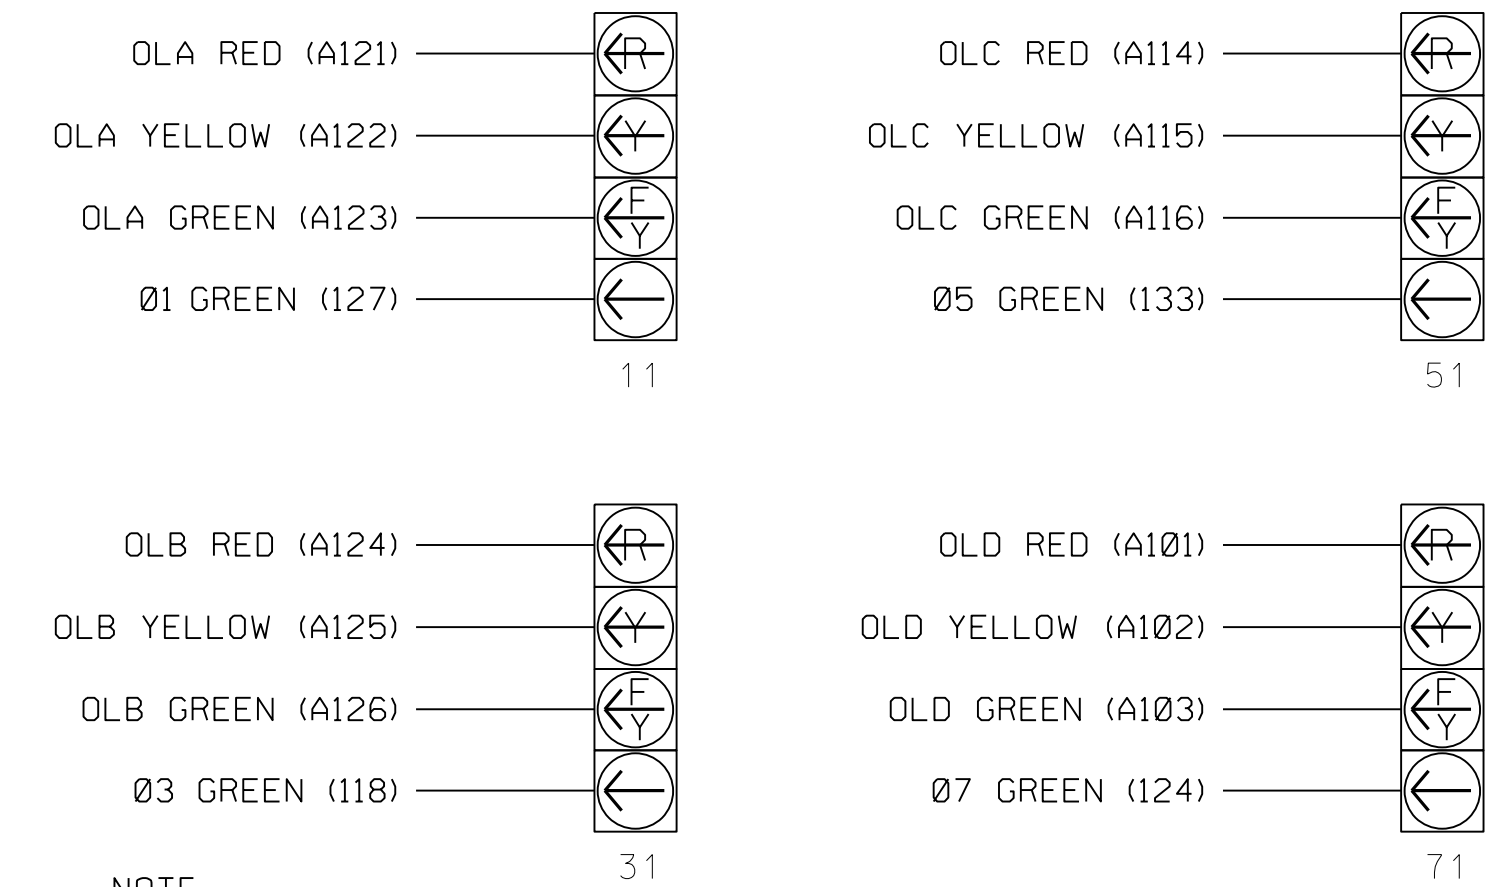 OLA RED (A121)
R
OLA YELLOW (A122)
Y
OLA GREEN (A123)
F
Y
Ø1 GREEN (127)
11
OLC RED (A114)
R
OLC YELLOW (A115)
Y
OLC GREEN (A116)
F
Y
Ø5 GREEN (133)
51
OLB RED (A124)
R
OLB YELLOW (A125)
Y
OLB GREEN (A126)
F
Y
Ø3 GREEN (118)
31
OLD RED (A1Ø1)
R
OLD YELLOW (A1Ø2)
Y
OLD GREEN (A1Ø3)
F
Y
Ø7 GREEN (124)
71
NOTE